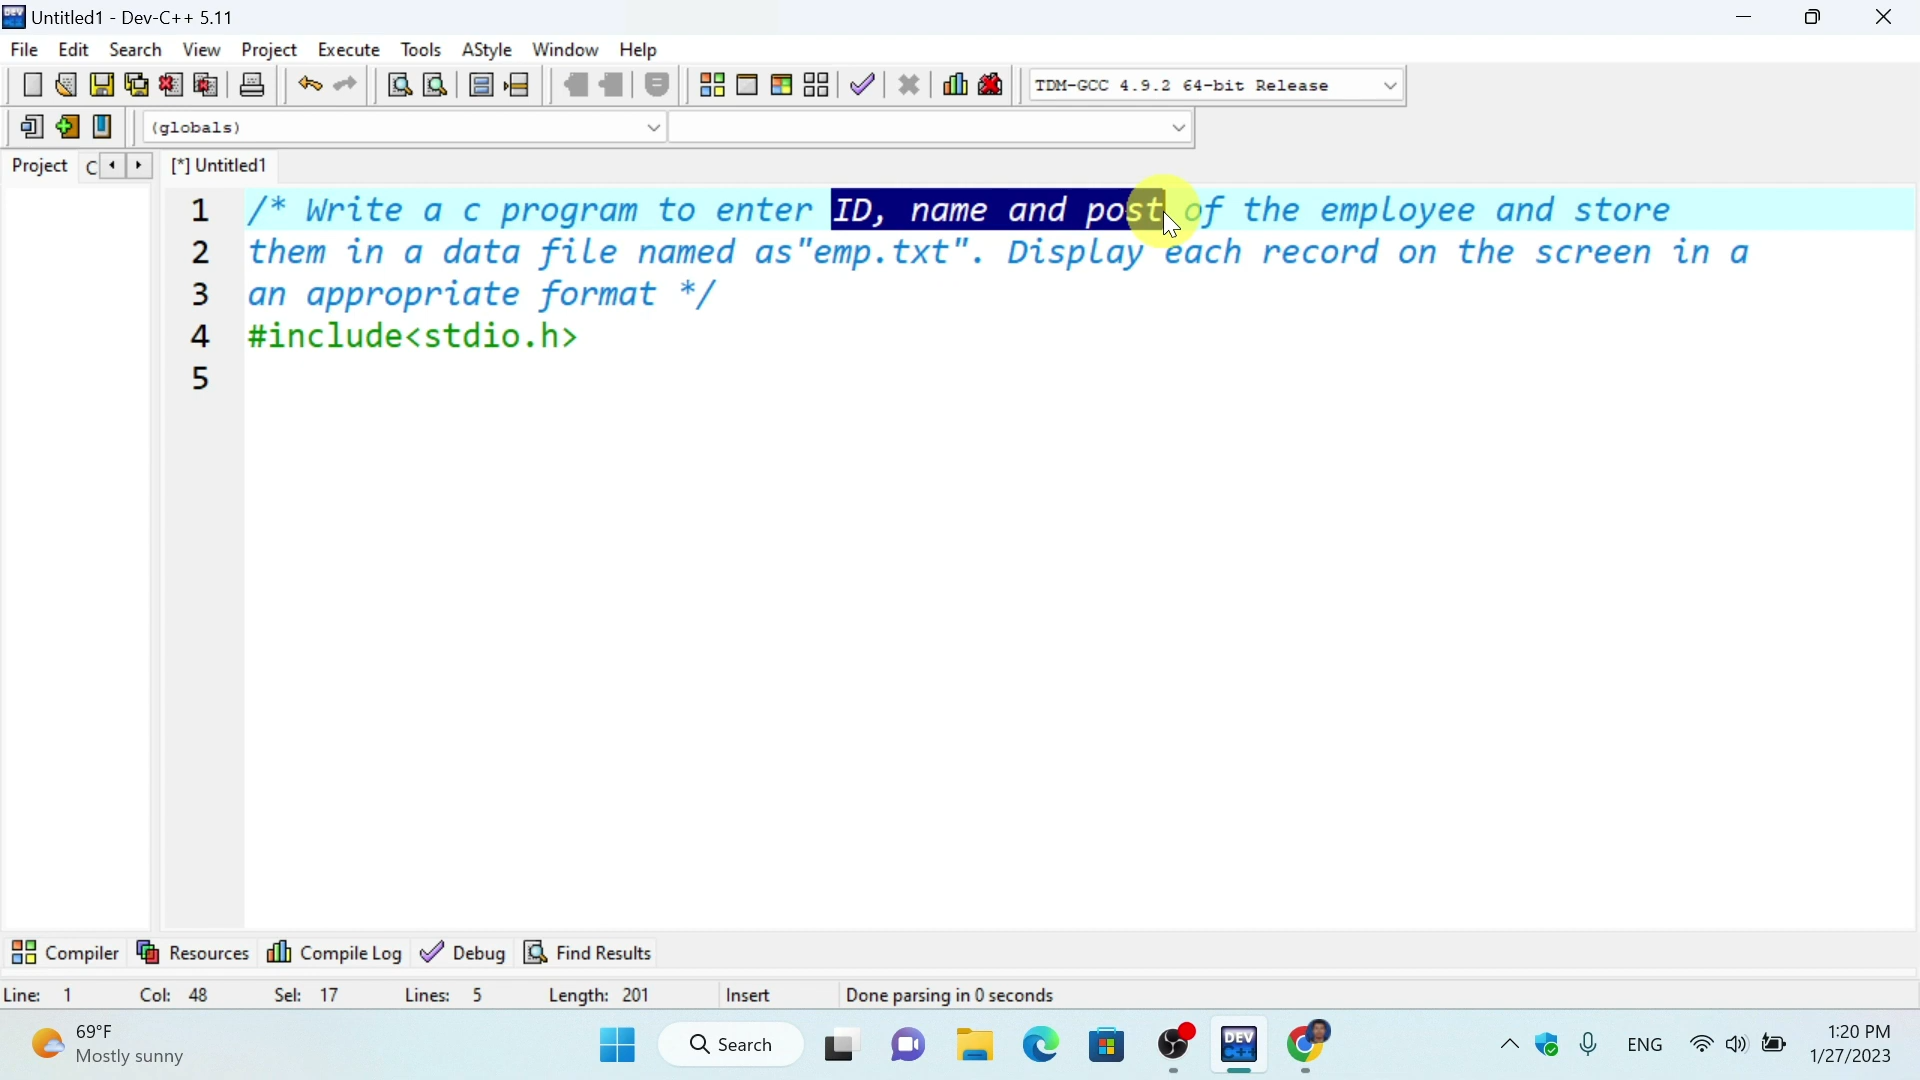 Untitled1 - Dev-C++ 5.11
File Edit Search View Project Execute Tools AStyle Window Help
TDM-GCC 4.9.2 64-bit Release
(globals)
Project C [*] Untitled1
1 /* Write a c program to enter ID, name and post of the employee and store
2 them in a data file named as"emp.txt". Display each record on the screen in a
3 an appropriate format */
4 #include<stdio.h>
5
Compiler Resources Compile Log Debug Find Results
Line: 1 Col: 48 Sel: 17 Lines: 5 Length: 201 Insert Done parsing in 0 seconds
69°F
Mostly sunny
Search
DEV
C++
ENG
1:20 PM
1/27/2023